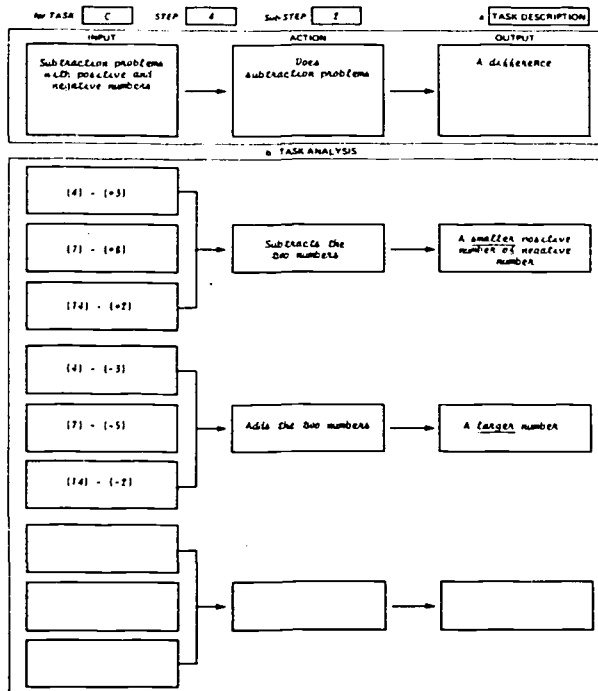 for TASK C STEP 4 Sub-STEP 2 a TASK DESCRIPTION
INPUT ACTION OUTPUT
Subtraction problems
with positive and
negative numbers
Does
subtraction problems
A difference
b TASK ANALYSIS
(4) - (+3)
(7) - (+8)
(14) - (+2)
Subtracts the
two numbers
A smaller positive
number of negative
number
(4) - (-3)
(7) - (-5)
(14) - (-2)
Adds the two numbers
A larger number